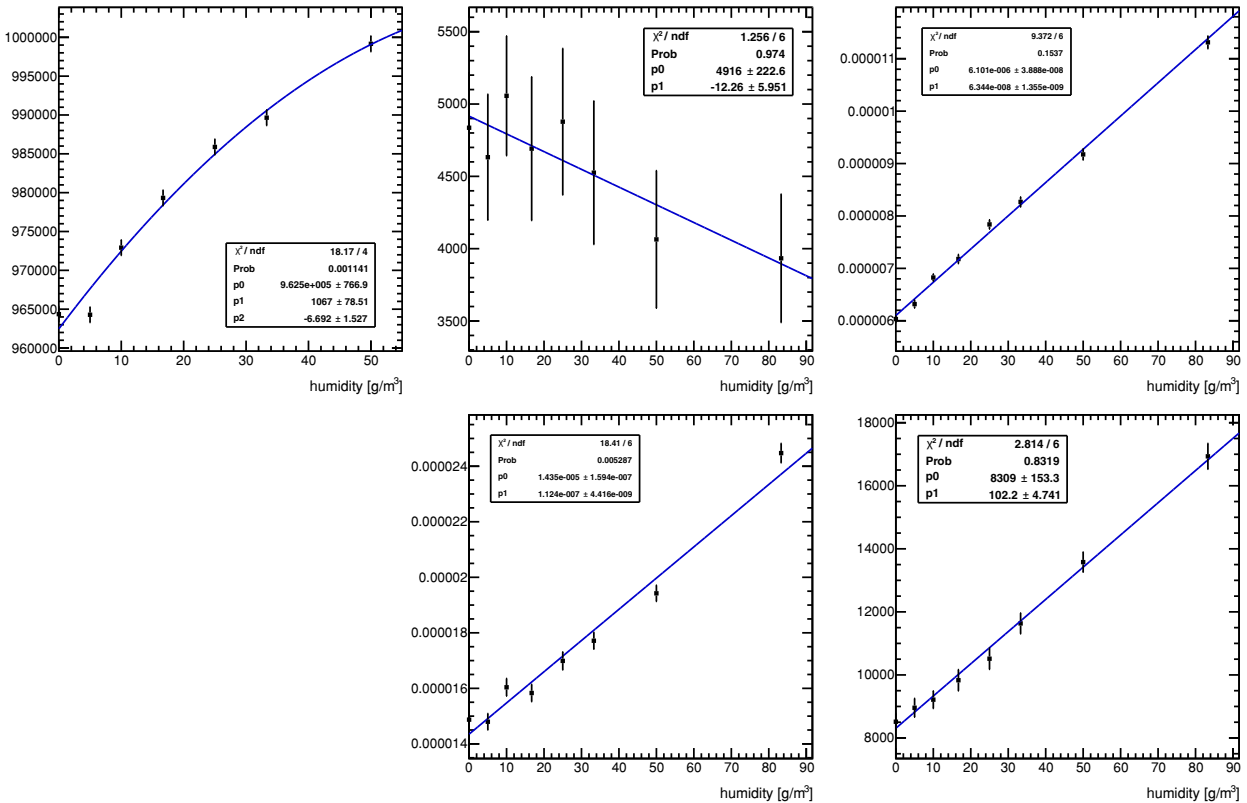 1000000
995000
990000
985000
980000
975000
970000
965000
960000
χ² / ndf 18.17 / 4
Prob 0.001141
p0 9.625e+005 ± 766.9
p1 1067 ± 78.51
p2 -6.692 ± 1.527
0 10 20 30 40 50
humidity [g/m³]
5500
5000
4500
4000
3500
χ² / ndf 1.256 / 6
Prob 0.974
p0 4916 ± 222.6
p1 -12.26 ± 5.951
0 10 20 30 40 50 60 70 80 90
humidity [g/m³]
0.000011
0.00001
0.000009
0.000008
0.000007
0.000006
χ² / ndf 9.372 / 6
Prob 0.1537
p0 6.101e-006 ± 3.888e-008
p1 6.344e-008 ± 1.355e-009
0 10 20 30 40 50 60 70 80 90
humidity [g/m³]
0.000024
0.000022
0.00002
0.000018
0.000016
0.000014
χ² / ndf 18.41 / 6
Prob 0.005287
p0 1.435e-005 ± 1.594e-007
p1 1.124e-007 ± 4.416e-009
0 10 20 30 40 50 60 70 80 90
humidity [g/m³]
18000
16000
14000
12000
10000
8000
χ² / ndf 2.814 / 6
Prob 0.8319
p0 8309 ± 153.3
p1 102.2 ± 4.741
0 10 20 30 40 50 60 70 80 90
humidity [g/m³]